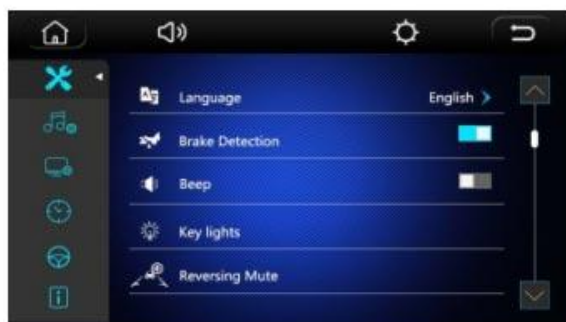 Language
English
Brake Detection
Beep
Key lights
Reversing Mute